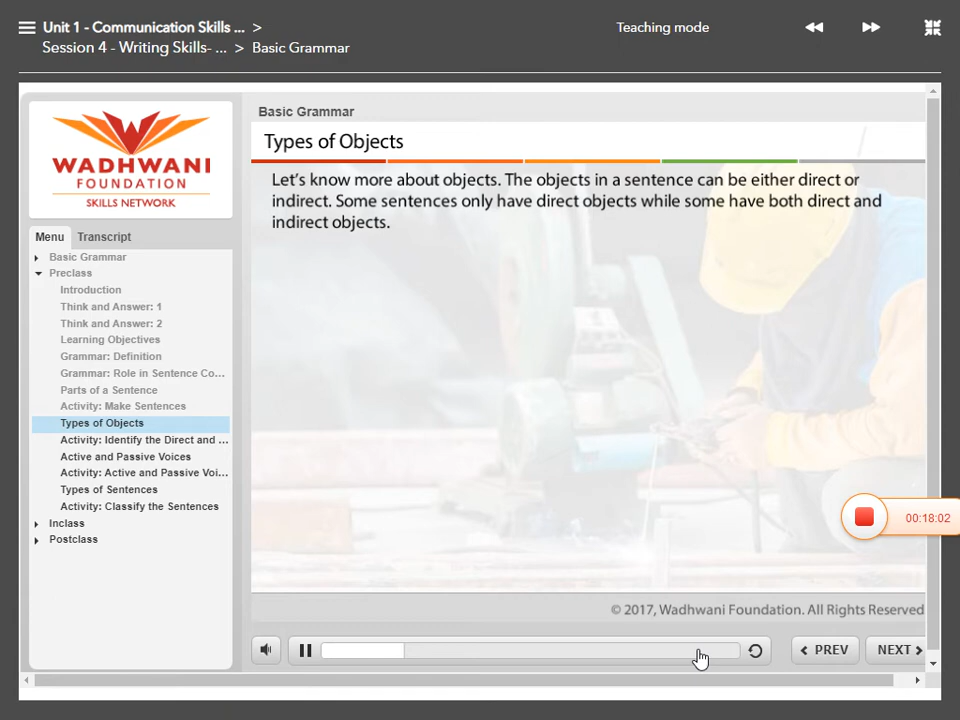 Unit 1 - Communication Skills ... >
Session 4 - Writing Skills- ... > Basic Grammar
Teaching mode
WADHWANI
FOUNDATION
SKILLS NETWORK
Menu
Transcript
Basic Grammar
Preclass
Introduction
Think and Answer: 1
Think and Answer: 2
Learning Objectives
Grammar: Definition
Grammar: Role in Sentence Co...
Parts of a Sentence
Activity: Make Sentences
Types of Objects
Activity: Identify the Direct and ...
Active and Passive Voices
Activity: Active and Passive Voi...
Types of Sentences
Activity: Classify the Sentences
Inclass
Postclass
Basic Grammar
Types of Objects
Let's know more about objects. The objects in a sentence can be either direct or
indirect. Some sentences only have direct objects while some have both direct and
indirect objects.
00:18:02
© 2017, Wadhwani Foundation. All Rights Reserved
PREV
NEXT